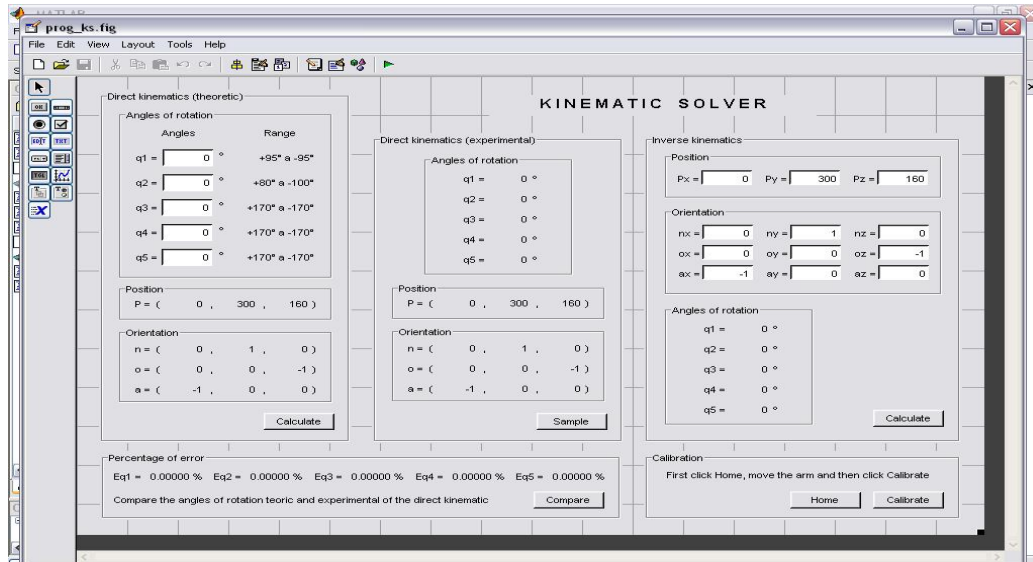 MATLAB
prog_ks.fig
File Edit View Layout Tools Help
KINEMATIC SOLVER
Direct kinematics (theoretic)
Angles of rotation
Angles Range
q1 = 0 ° +95° a -95°
q2 = 0 ° +80° a -100°
q3 = 0 ° +170° a -170°
q4 = 0 ° +170° a -170°
q5 = 0 ° +170° a -170°
Position
P = ( 0 , 300 , 160 )
Orientation
n = ( 0 , 1 , 0 )
o = ( 0 , 0 , -1 )
a = ( -1 , 0 , 0 )
Calculate
Direct kinematics (experimental)
Angles of rotation
q1 = 0 °
q2 = 0 °
q3 = 0 °
q4 = 0 °
q5 = 0 °
Position
P = ( 0 , 300 , 160 )
Orientation
n = ( 0 , 1 , 0 )
o = ( 0 , 0 , -1 )
a = ( -1 , 0 , 0 )
Sample
Inverse kinematics
Position
Px = 0 Py = 300 Pz = 160
Orientation
nx = 0 ny = 1 nz = 0
ox = 0 oy = 0 oz = -1
ax = -1 ay = 0 az = 0
Angles of rotation
q1 = 0 °
q2 = 0 °
q3 = 0 °
q4 = 0 °
q5 = 0 °
Calculate
Percentage of error
Eq1 = 0.00000 % Eq2 = 0.00000 % Eq3 = 0.00000 % Eq4 = 0.00000 % Eq5 = 0.00000 %
Compare the angles of rotation teoric and experimental of the direct kinematic
Compare
Calibration
First click Home, move the arm and then click Calibrate
Home Calibrate